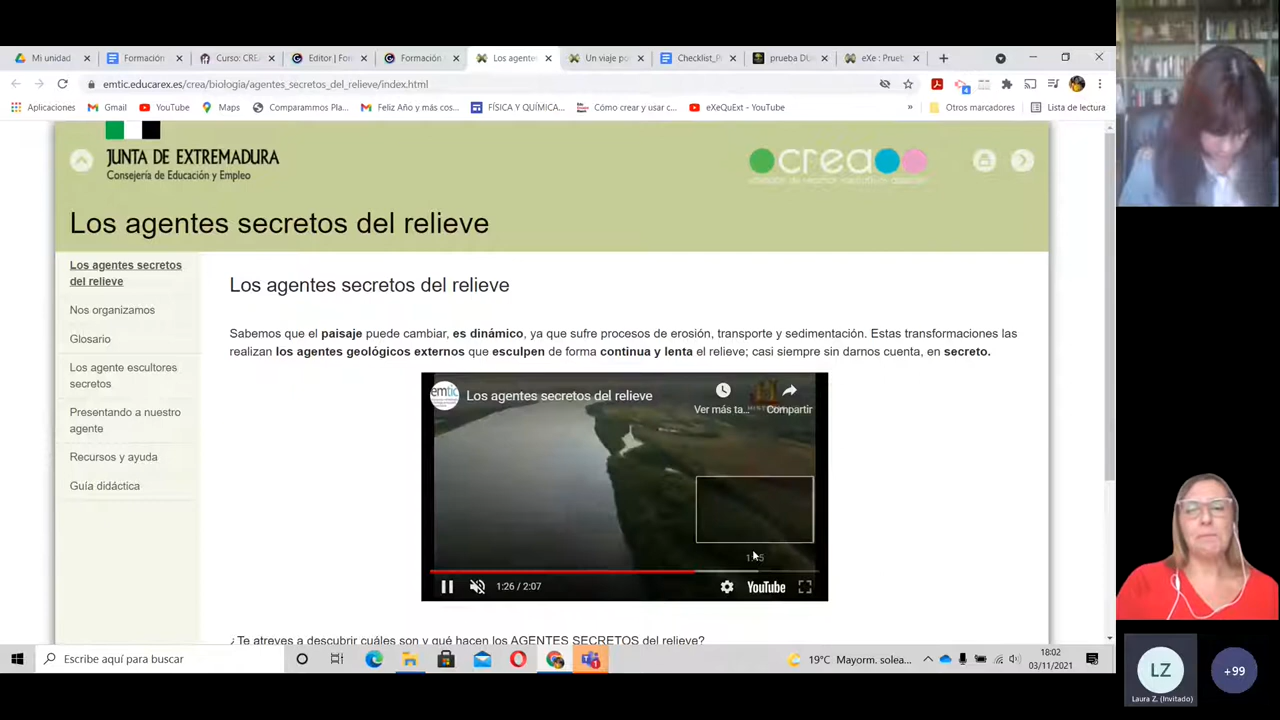 Mi unidad
Formación
Curso: CRE
Editor | For
Formación
Los agent
Un viaje po
Checklist_P
prueba DU
eXe : Prueb
emtic.educarex.es/crea/biologia/agentes_secretos_del_relieve/index.html
Aplicaciones
Gmail
YouTube
Maps
Comparamos Plam...
Feliz Año y más cos...
FÍSICA Y QUÍMICA...
Cómo crear y usar c...
eXeQuExt - YouTube
»
Otros marcadores
Lista de lectura
JUNTA DE EXTREMADURA
Consejería de Educación y Empleo
crea
Los agentes secretos del relieve
Los agentes secretos
del relieve
Nos organizamos
Glosario
Los agente escultores
secretos
Presentando a nuestro
agente
Recursos y ayuda
Guía didáctica
Los agentes secretos del relieve
Sabemos que el paisaje puede cambiar, es dinámico, ya que sufre procesos de erosión, transporte y sedimentación. Estas transformaciones las
realizan los agentes geológicos externos que esculpen de forma continua y lenta el relieve; casi siempre sin darnos cuenta, en secreto.
emtic
Los agentes secretos del relieve
Ver más ta...
Compartir
1:26 / 2:07
YouTube
¿Te atreves a descubrir cuáles son y qué hacen los AGENTES SECRETOS del relieve?
Escribe aquí para buscar
19°C Mayorm. solea...
18:02
03/11/2021
LZ
Laura Z. (Invitado)
+99